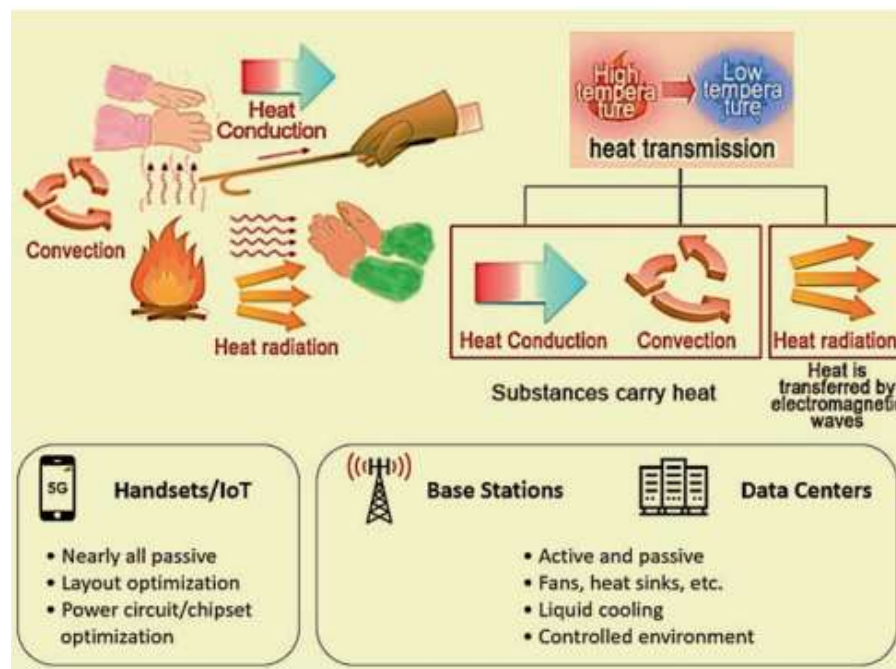 Heat
Conduction
Convection
Heat radiation
High
tempera
ture
Low
tempera
ture
heat transmission
Heat Conduction
Convection
Heat radiation
Substances carry heat
Heat is
transferred by
electromagnetic
waves
5G
Handsets/IoT
• Nearly all passive
• Layout optimization
• Power circuit/chipset
optimization
Base Stations
Data Centers
• Active and passive
• Fans, heat sinks, etc.
• Liquid cooling
• Controlled environment